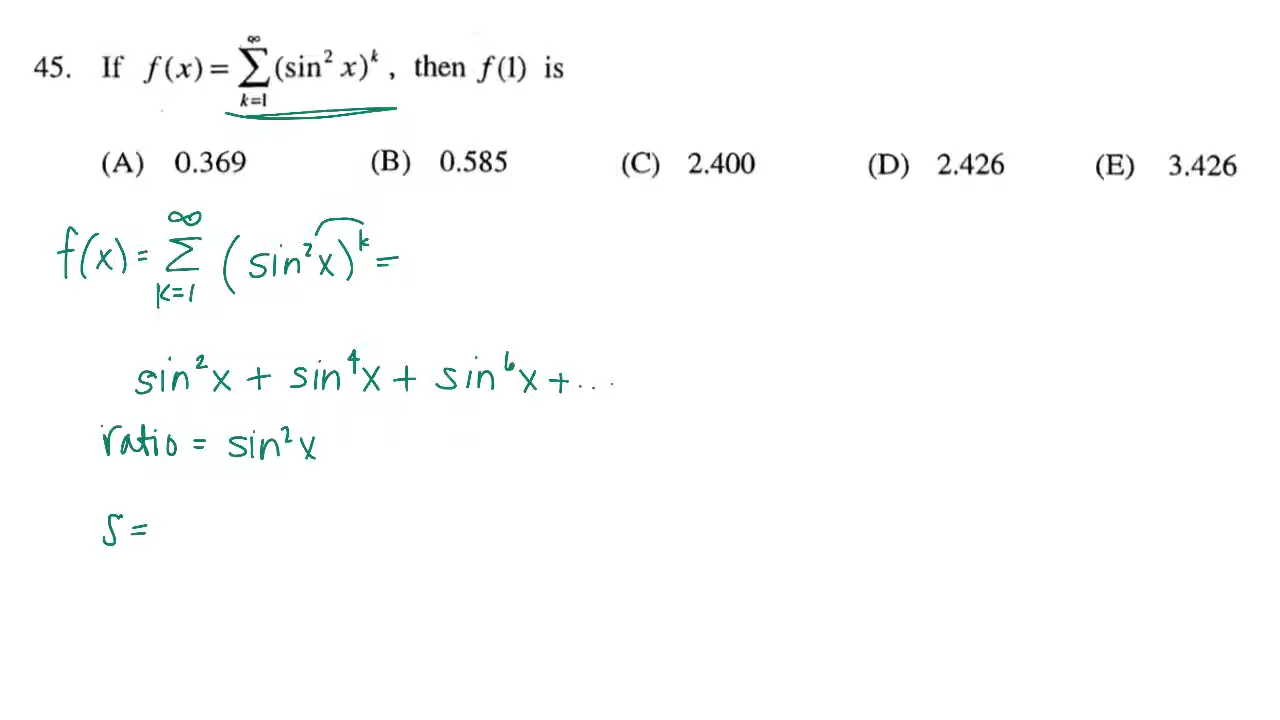 45. If f(x) = ∑_{k=1}^{∞} (sin² x)^k , then f(1) is
(A) 0.369 (B) 0.585 (C) 2.400 (D) 2.426 (E) 3.426
f(x) = ∑_{k=1}^{∞} (sin²x)^k =
sin²x + sin⁴x + sin⁶x + ...
ratio = sin²x
S =